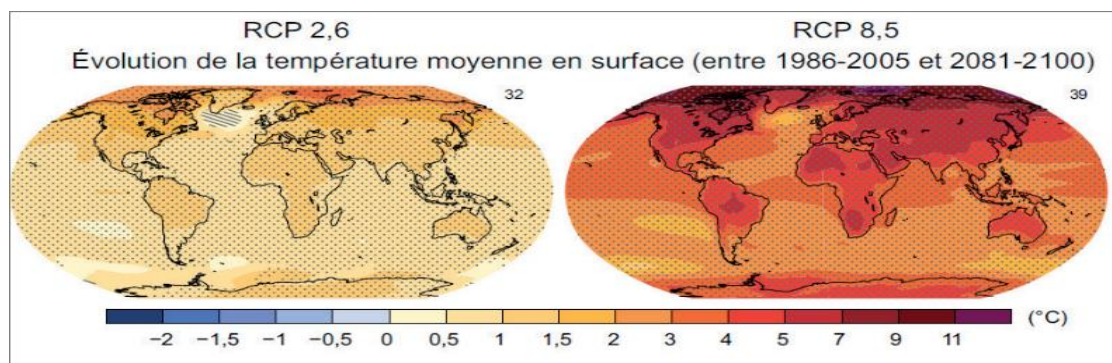 RCP 2,6 RCP 8,5
Évolution de la température moyenne en surface (entre 1986-2005 et 2081-2100)
32 39
−2 −1,5 −1 −0,5 0 0,5 1 1,5 2 3 4 5 7 9 11 (°C)